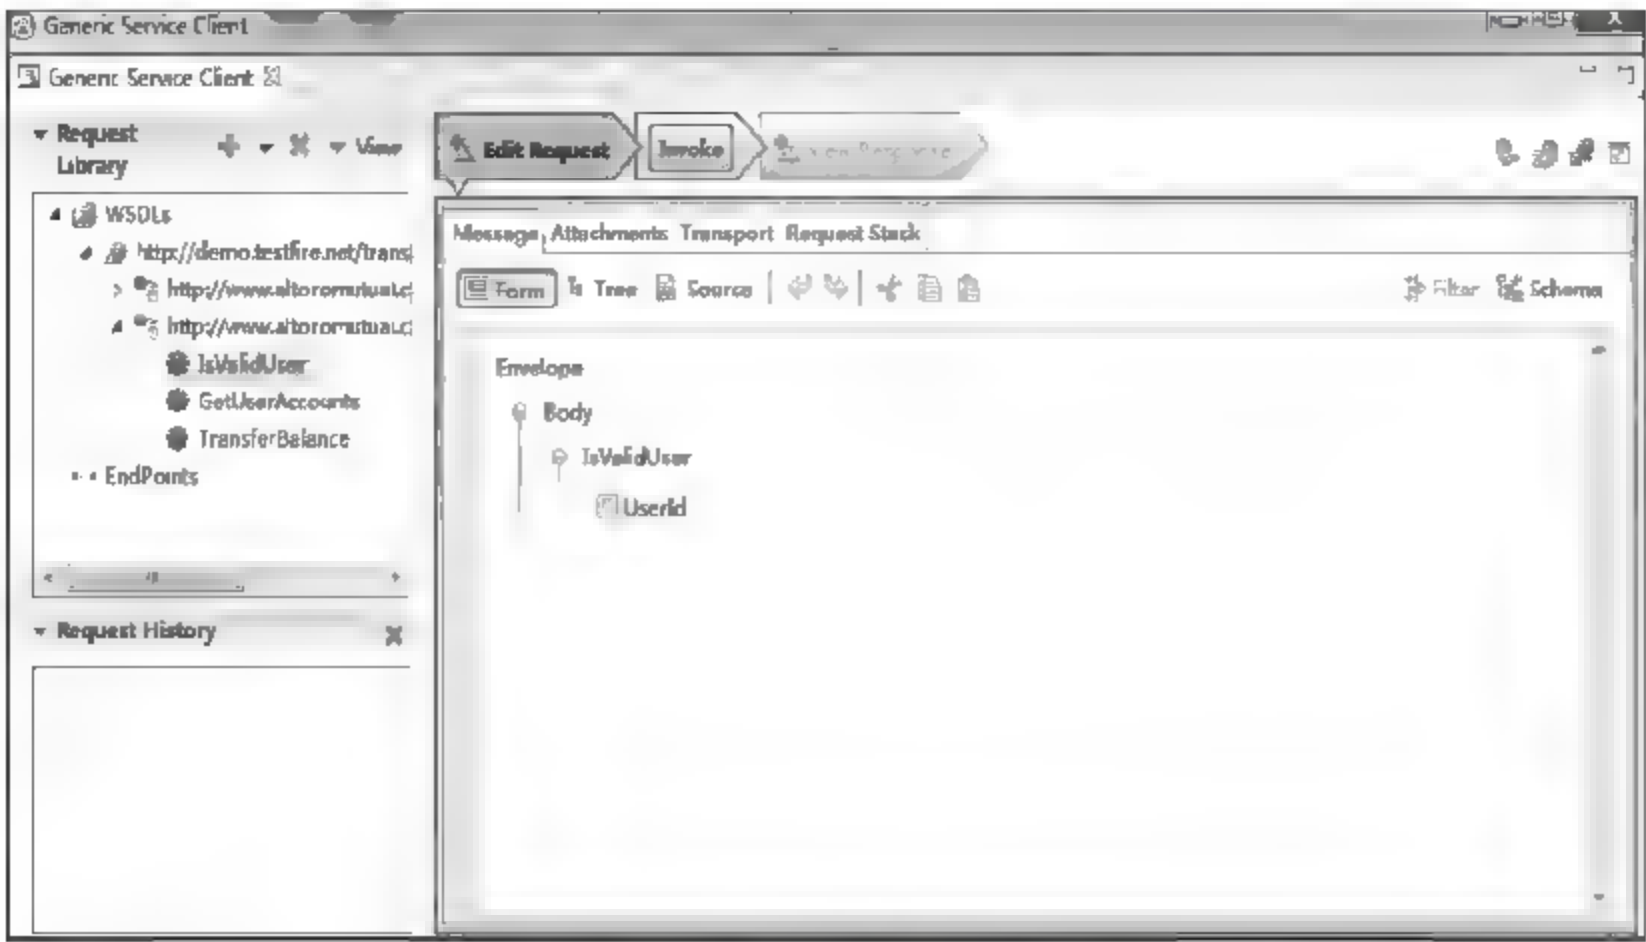 Generic Service Client
Generic Service Client
Request
Library
View
WSDLs
http://demo.testfire.net/trans
http://www.altoromutual.c
http://www.altoromutual.c
IsValidUser
GetUserAccounts
TransferBalance
EndPoints
Request History
Edit Request
Invoke
View Response
Message Attachments Transport Request Stack
Form Tree Source
Filter Schema
Envelope
Body
IsValidUser
UserId